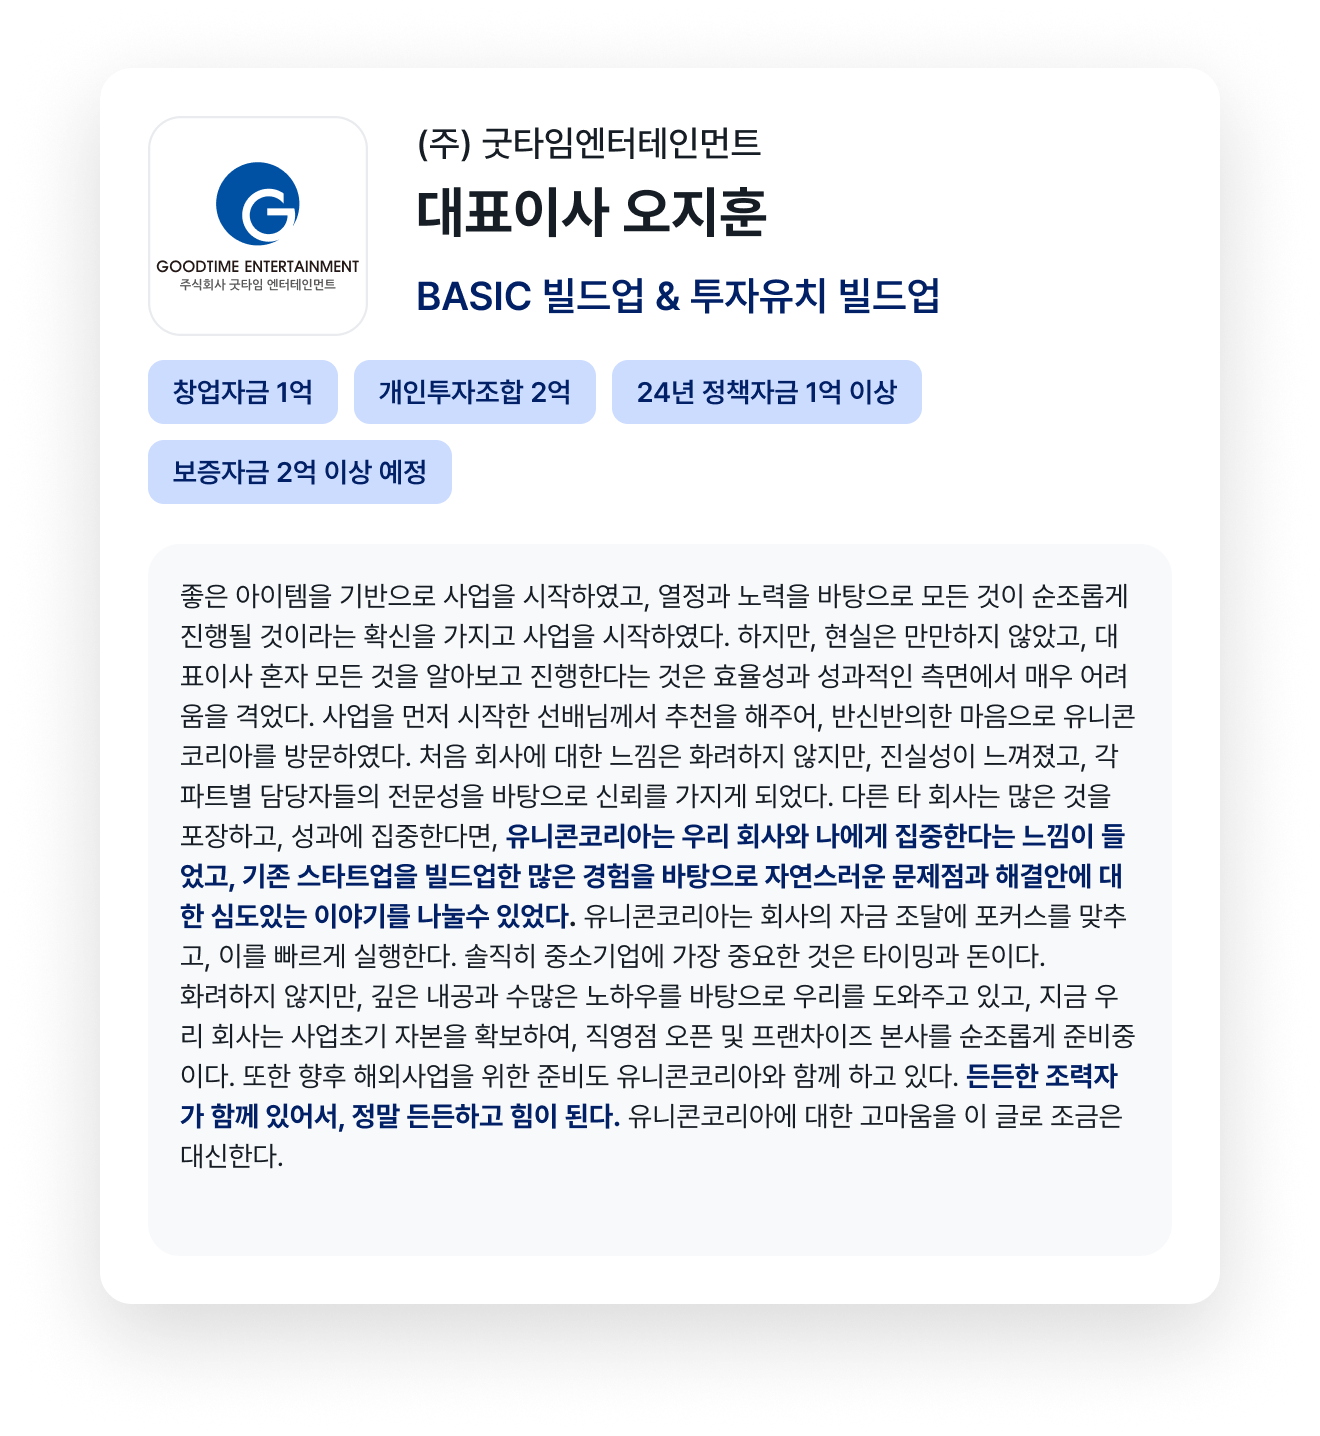 GOODTIME ENTERTAINMENT
주식회사 굿타임 엔터테인먼트
(주) 굿타임엔터테인먼트
대표이사 오지훈
BASIC 빌드업 & 투자유치 빌드업
창업자금 1억
개인투자조합 2억
24년 정책자금 1억 이상
보증자금 2억 이상 예정
좋은 아이템을 기반으로 사업을 시작하였고, 열정과 노력을 바탕으로 모든 것이 순조롭게
진행될 것이라는 확신을 가지고 사업을 시작하였다. 하지만, 현실은 만만하지 않았고, 대
표이사 혼자 모든 것을 알아보고 진행한다는 것은 효율성과 성과적인 측면에서 매우 어려
움을 격었다. 사업을 먼저 시작한 선배님께서 추천을 해주어, 반신반의한 마음으로 유니콘
코리아를 방문하였다. 처음 회사에 대한 느낌은 화려하지 않지만, 진실성이 느껴졌고, 각
파트별 담당자들의 전문성을 바탕으로 신뢰를 가지게 되었다. 다른 타 회사는 많은 것을
포장하고, 성과에 집중한다면, 유니콘코리아는 우리 회사와 나에게 집중한다는 느낌이 들
었고, 기존 스타트업을 빌드업한 많은 경험을 바탕으로 자연스러운 문제점과 해결안에 대
한 심도있는 이야기를 나눌수 있었다. 유니콘코리아는 회사의 자금 조달에 포커스를 맞추
고, 이를 빠르게 실행한다. 솔직히 중소기업에 가장 중요한 것은 타이밍과 돈이다.
화려하지 않지만, 깊은 내공과 수많은 노하우를 바탕으로 우리를 도와주고 있고, 지금 우
리 회사는 사업초기 자본을 확보하여, 직영점 오픈 및 프랜차이즈 본사를 순조롭게 준비중
이다. 또한 향후 해외사업을 위한 준비도 유니콘코리아와 함께 하고 있다. 든든한 조력자
가 함께 있어서, 정말 든든하고 힘이 된다. 유니콘코리아에 대한 고마움을 이 글로 조금은
대신한다.